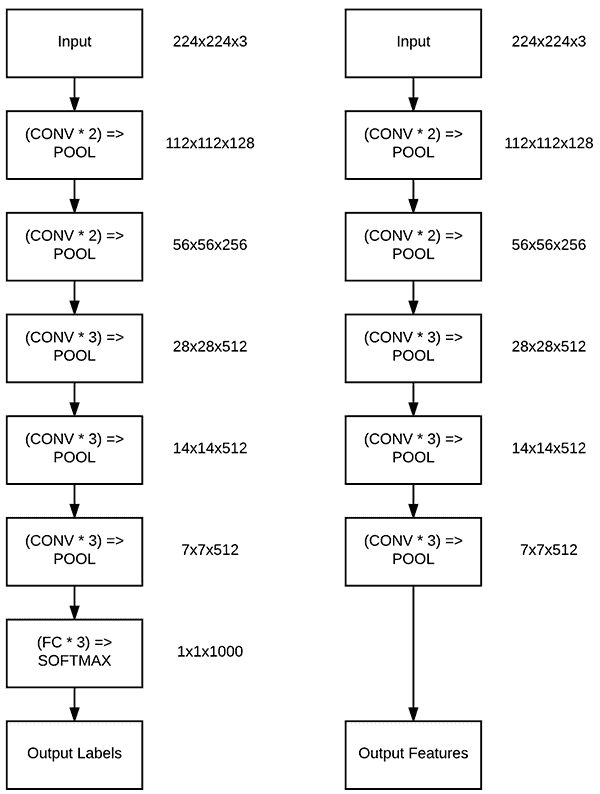 Input
224x224x3
(CONV * 2) =>
POOL
112x112x128
(CONV * 2) =>
POOL
56x56x256
(CONV * 3) =>
POOL
28x28x512
(CONV * 3) =>
POOL
14x14x512
(CONV * 3) =>
POOL
7x7x512
(FC * 3) =>
SOFTMAX
1x1x1000
Output Labels
Input
224x224x3
(CONV * 2) =>
POOL
112x112x128
(CONV * 2) =>
POOL
56x56x256
(CONV * 3) =>
POOL
28x28x512
(CONV * 3) =>
POOL
14x14x512
(CONV * 3) =>
POOL
7x7x512
Output Features